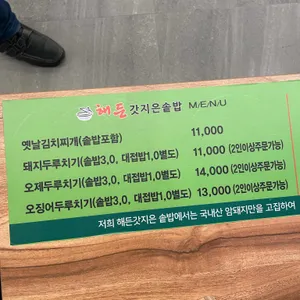 해든 갓지은솥밥 M/E/N/U
옛날김치찌개(솥밥포함) 11,000
돼지두루치기(솥밥3,0, 대접밥1,0별도) 11,000 (2인이상주문가능)
오제두루치기(솥밥3,0, 대접밥1,0별도) 14,000 (2인이상주문가능)
오징어두루치기(솥밥3,0, 대접밥1,0별도) 13,000 (2인이상주문가능)
저희 해든갓지은 솥밥에서는 국내산 암돼지만을 고집하여